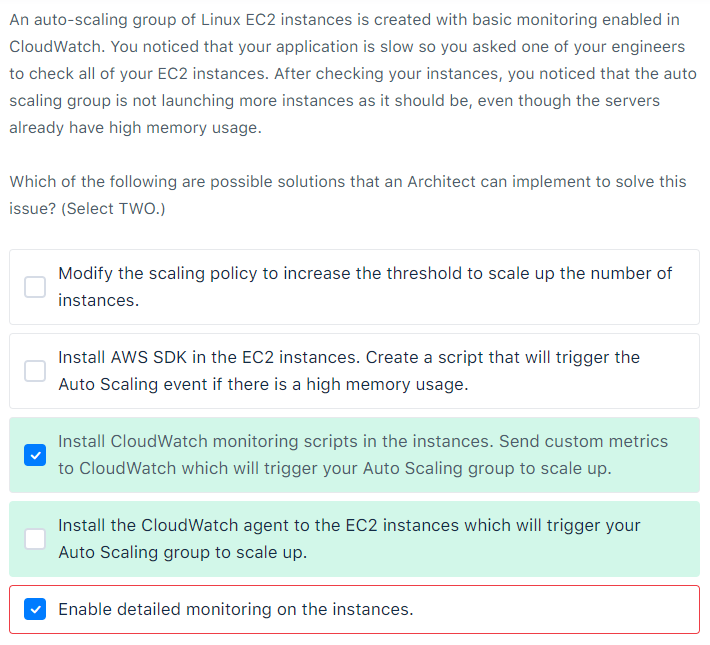 An auto-scaling group of Linux EC2 instances is created with basic monitoring enabled in
CloudWatch. You noticed that your application is slow so you asked one of your engineers
to check all of your EC2 instances. After checking your instances, you noticed that the auto
scaling group is not launching more instances as it should be, even though the servers
already have high memory usage.
Which of the following are possible solutions that an Architect can implement to solve this
issue? (Select TWO.)
Modify the scaling policy to increase the threshold to scale up the number of
instances.
Install AWS SDK in the EC2 instances. Create a script that will trigger the
Auto Scaling event if there is a high memory usage.
Install CloudWatch monitoring scripts in the instances. Send custom metrics
to CloudWatch which will trigger your Auto Scaling group to scale up.
Install the CloudWatch agent to the EC2 instances which will trigger your
Auto Scaling group to scale up.
Enable detailed monitoring on the instances.